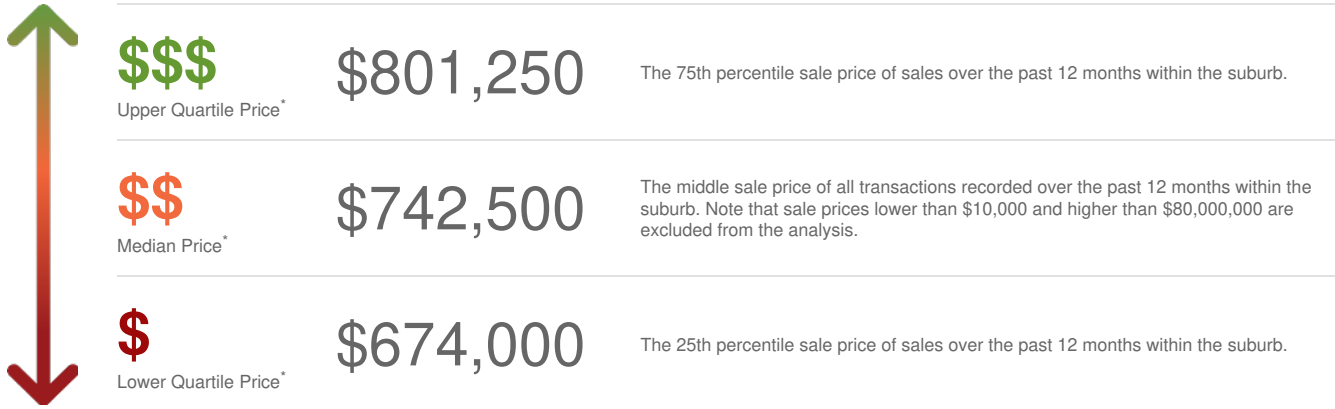 $$$
Upper Quartile Price*
$801,250
The 75th percentile sale price of sales over the past 12 months within the suburb.
$$
Median Price*
$742,500
The middle sale price of all transactions recorded over the past 12 months within the
suburb. Note that sale prices lower than $10,000 and higher than $80,000,000 are
excluded from the analysis.
$
Lower Quartile Price*
$674,000
The 25th percentile sale price of sales over the past 12 months within the suburb.